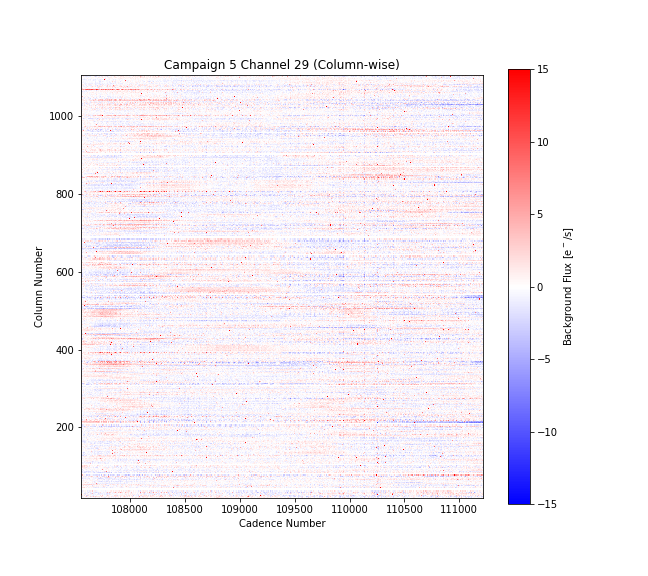 Campaign 5 Channel 29 (Column-wise)
1000
800
600
400
200
Column Number
108000 108500 109000 109500 110000 110500 111000
Cadence Number
15
10
5
0
−5
−10
−15
Background Flux [e⁻/s]